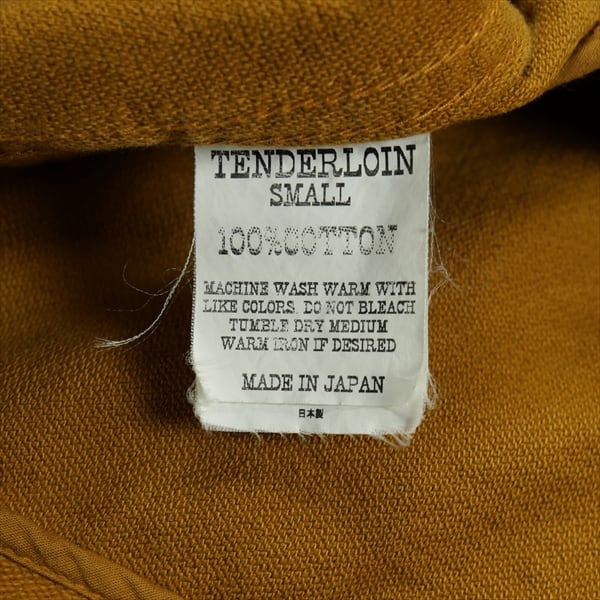 TENDERLOIN
SMALL
100%COTTON
MACHINE WASH WARM WITH
LIKE COLORS. DO NOT BLEACH
TUMBLE DRY MEDIUM
WARM IRON IF DESIRED
MADE IN JAPAN
日本製